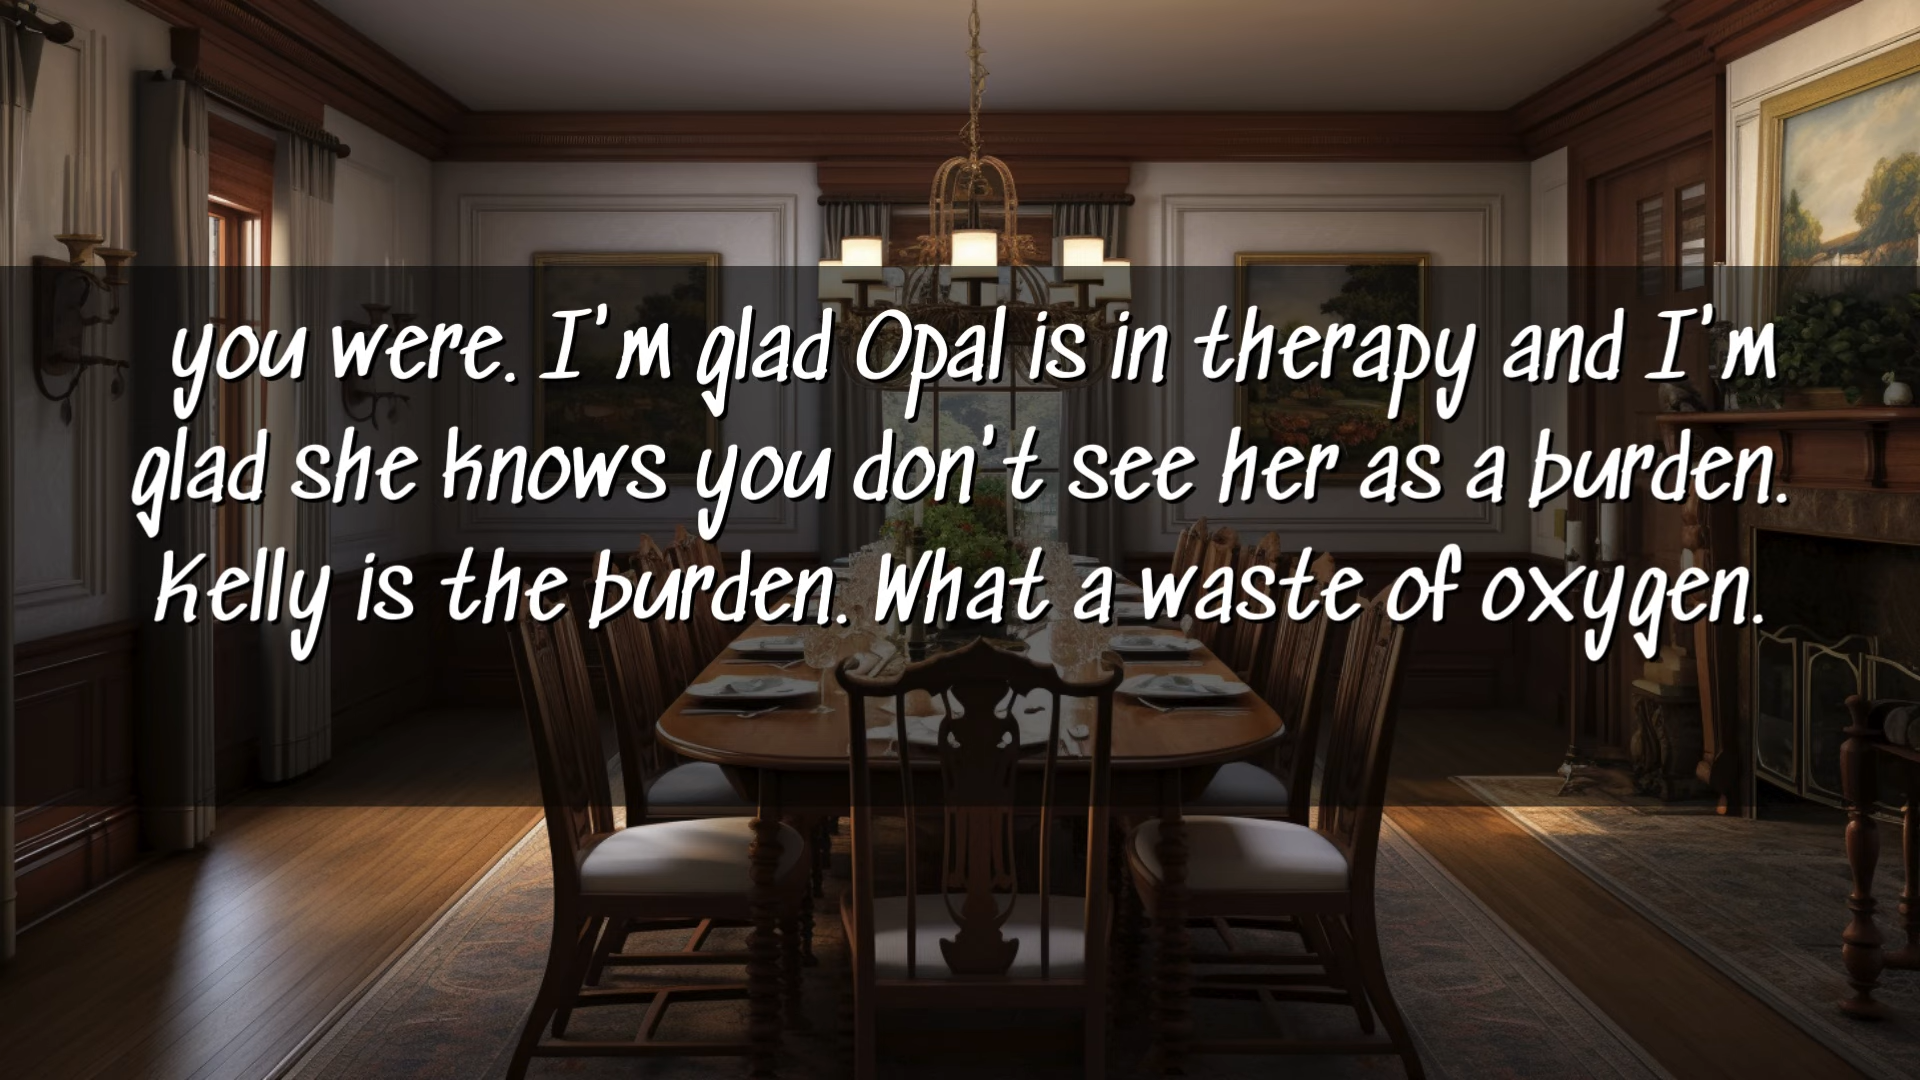 you were. I'm glad Opal is in therapy and I'm
glad she knows you don't see her as a burden.
Kelly is the burden. What a waste of oxygen.